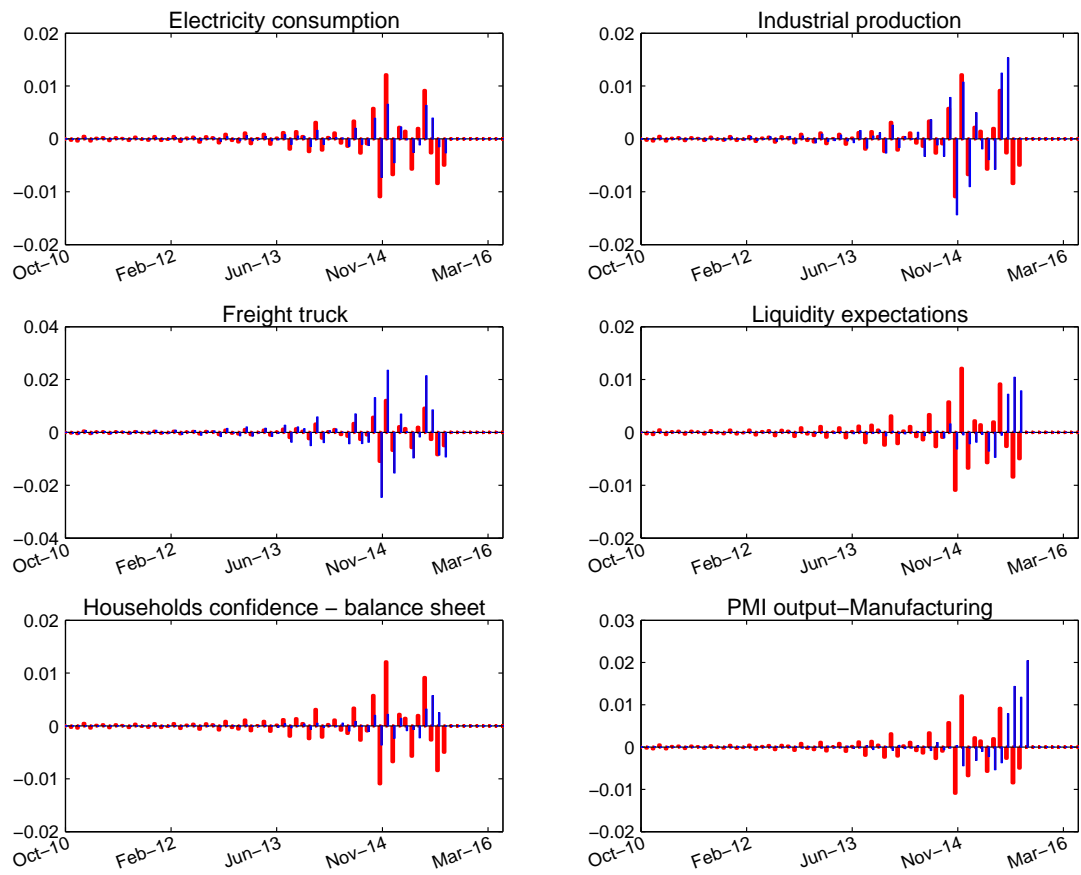 Electricity consumption
0.02
0.01
0
−0.01
−0.02
Oct−10
Feb−12
Jun−13
Nov−14
Mar−16
Industrial production
0.02
0.01
0
−0.01
−0.02
Oct−10
Feb−12
Jun−13
Nov−14
Mar−16
Freight truck
0.04
0.02
0
−0.02
−0.04
Oct−10
Feb−12
Jun−13
Nov−14
Mar−16
Liquidity expectations
0.02
0.01
0
−0.01
−0.02
Oct−10
Feb−12
Jun−13
Nov−14
Mar−16
Households confidence − balance sheet
0.02
0.01
0
−0.01
−0.02
Oct−10
Feb−12
Jun−13
Nov−14
Mar−16
PMI output−Manufacturing
0.03
0.02
0.01
0
−0.01
−0.02
Oct−10
Feb−12
Jun−13
Nov−14
Mar−16